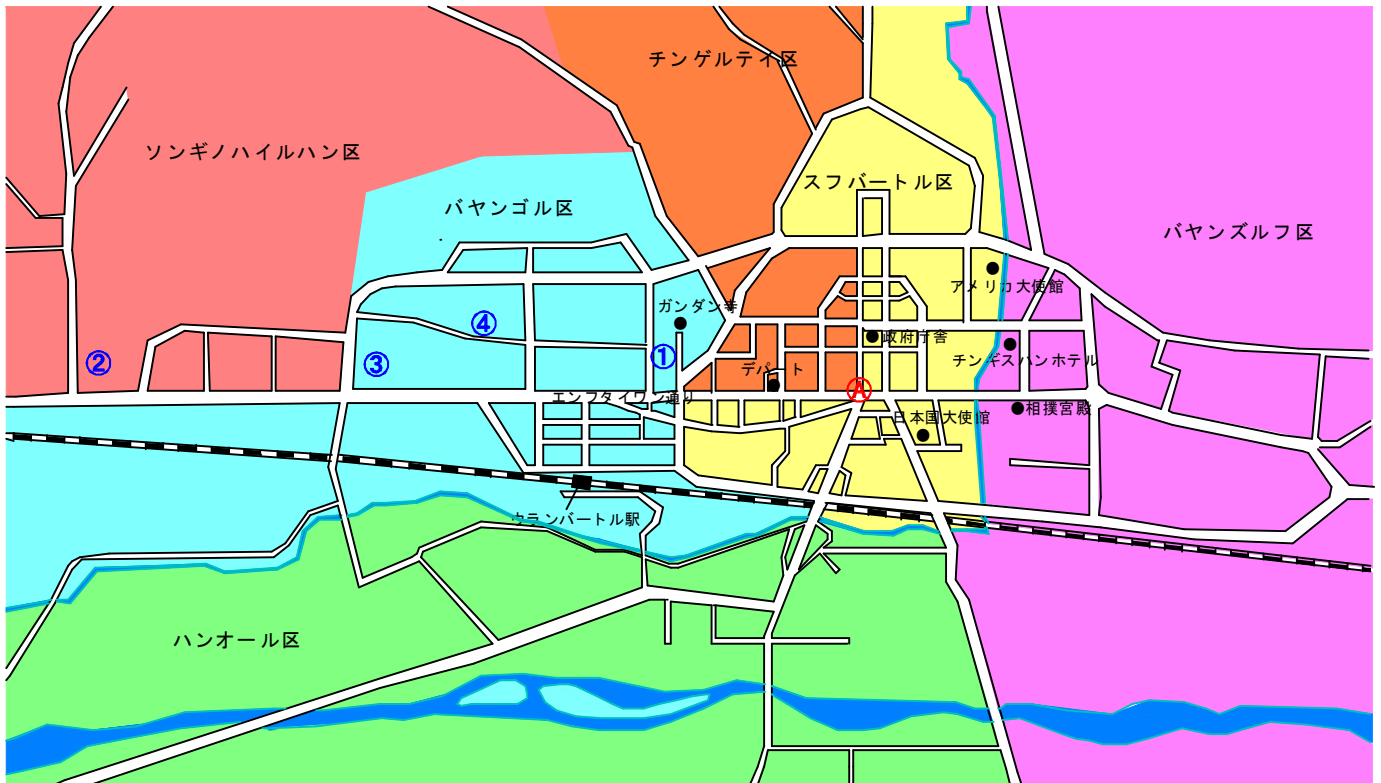 チンゲルテイ区
ソンギノハイルハン区
スフバートル区
バヤンゴル区
バヤンズルフ区
アメリカ大使館
ガンダン寺
④
政府庁舎
①
チンギスハンホテル
②
③
デパート
Ⓐ
エンフタイワン通り
相撲宮殿
日本国大使館
ウランバートル駅
ハンオール区